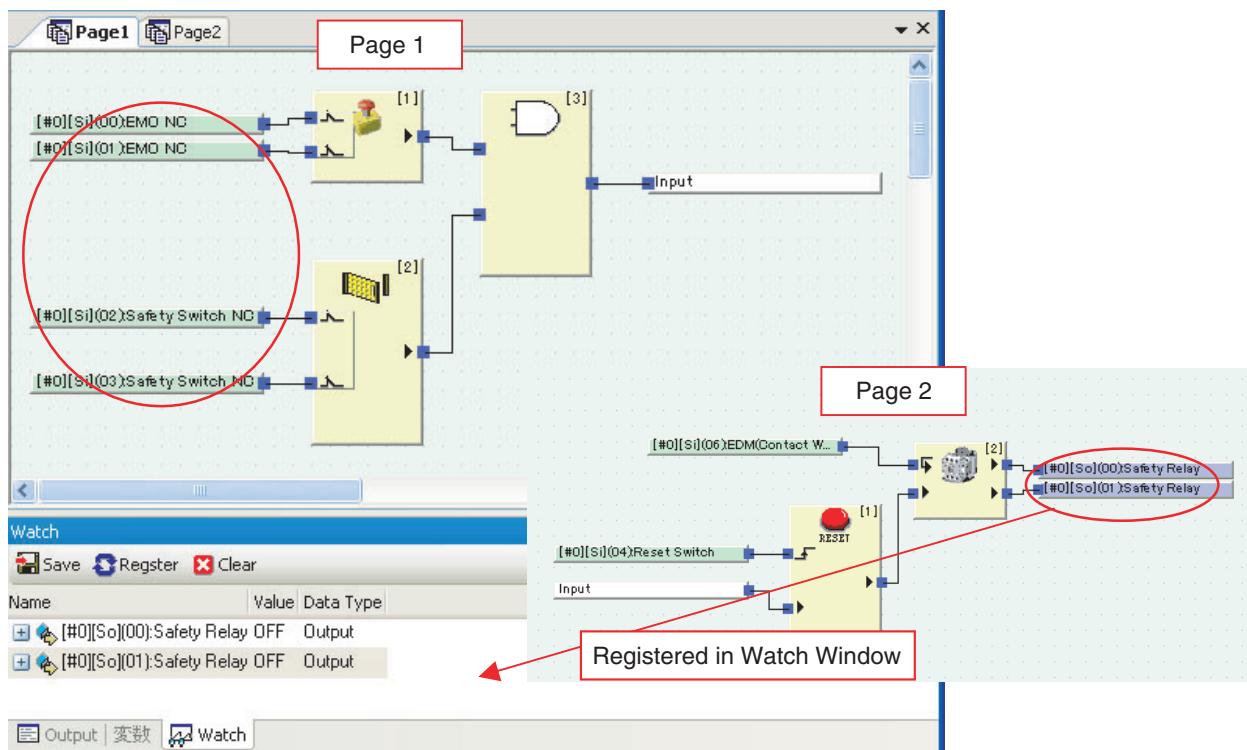 Page1 Page2
Page 1
[1]
[3]
[#0][Si](00):EMO NC
[#0][Si](01):EMO NC
Input
[2]
[#0][Si](02):Safety Switch NC
[#0][Si](03):Safety Switch NC
Page 2
[#0][Si](06):EDM(Contact W...
[2]
[#0][So](00):Safety Relay
[#0][So](01):Safety Relay
[1]
RESET
[#0][Si](04):Reset Switch
Input
Watch
Save Regster Clear
Name Value Data Type
[#0][So](00):Safety Relay OFF Output
[#0][So](01):Safety Relay OFF Output
Registered in Watch Window
Output 変数 Watch